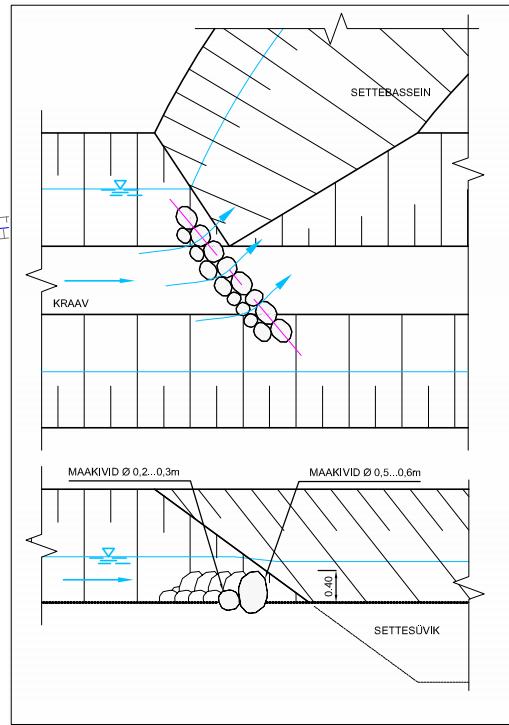 SETTEBASSEIN
KRAAV
MAAKIVID Ø 0,2...0,3m
MAAKIVID Ø 0,5...0,6m
0.40
SETTESÜVIK